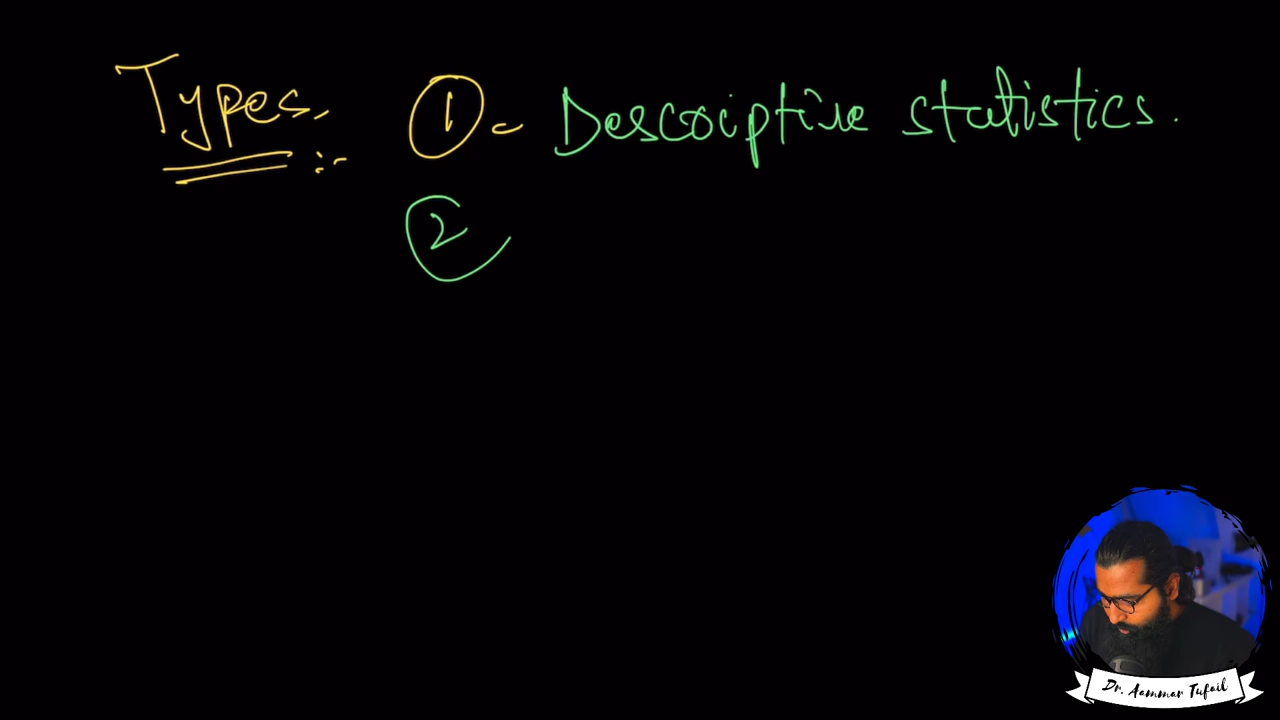 Types :- ① - Descriptive statistics.
②
Dr. Aammar Tufail